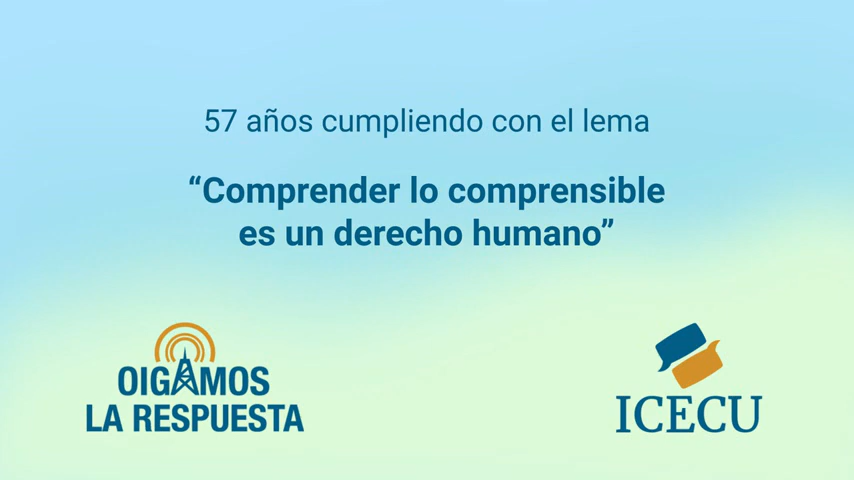 57 años cumpliendo con el lema
“Comprender lo comprensible
es un derecho humano”
OIGAMOS
LA RESPUESTA
ICECU